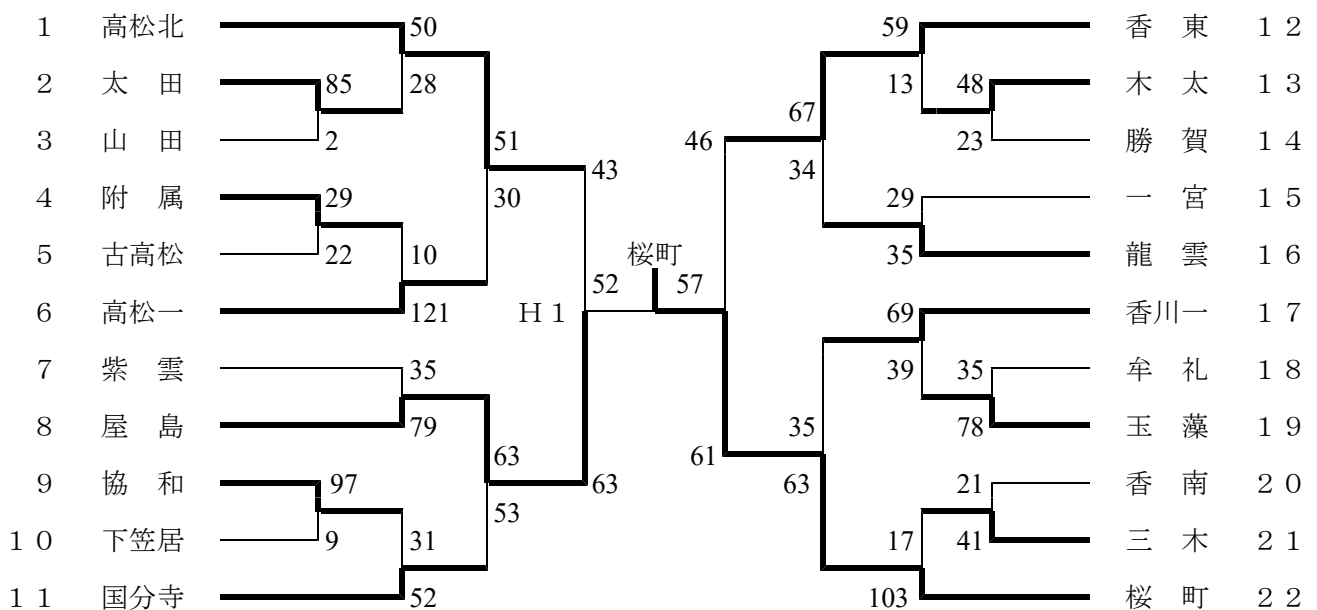 1 高松北 50 59 香 東 １２
2 太 田 85 28 13 48 木 太 １３
67
3 山 田 2 51 46 23 勝 賀 １４
43 34
4 附 属 29 30 29 一 宮 １５
5 古高松 22 10 桜町 35 龍 雲 １６
52 57
6 高松一 121 Ｈ１ 69 香川一 １７
7 紫 雲 35 39 35 牟 礼 １８
8 屋 島 79 35 78 玉 藻 １９
63 61
9 協 和 97 63 63 21 香 南 ２０
53
１０ 下笠居 9 31 17 41 三 木 ２１
１１ 国分寺 52 103 桜 町 ２２